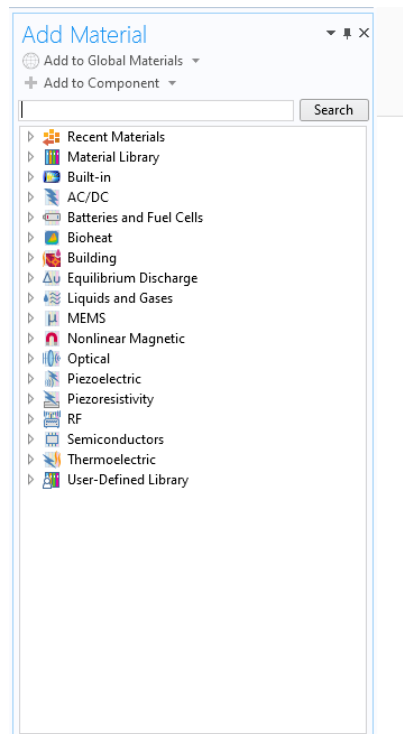 Add Material
Add to Global Materials
Add to Component
Search
Recent Materials
Material Library
Built-in
AC/DC
Batteries and Fuel Cells
Bioheat
Building
Δυ Equilibrium Discharge
Liquids and Gases
μ MEMS
Nonlinear Magnetic
Optical
Piezoelectric
Piezoresistivity
RF
Semiconductors
Thermoelectric
User-Defined Library